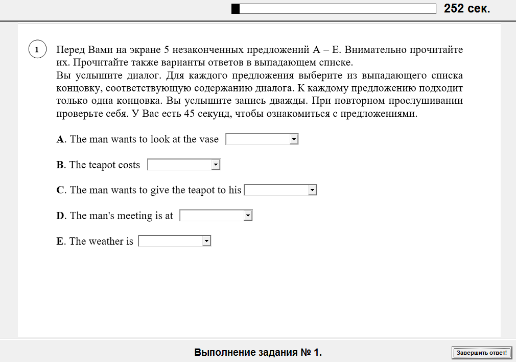 252 сек.
1
Перед Вами на экране 5 незаконченных предложений A – E. Внимательно прочитайте
их. Прочитайте также варианты ответов в выпадающем списке.
Вы услышите диалог. Для каждого предложения выберите из выпадающего списка
концовку, соответствующую содержанию диалога. К каждому предложению подходит
только одна концовка. Вы услышите запись дважды. При повторном прослушивании
проверьте себя. У Вас есть 45 секунд, чтобы ознакомиться с предложениями.
A. The man wants to look at the vase
B. The teapot costs
C. The man wants to give the teapot to his
D. The man's meeting is at
E. The weather is
Выполнение задания № 1.
Завершить ответ!